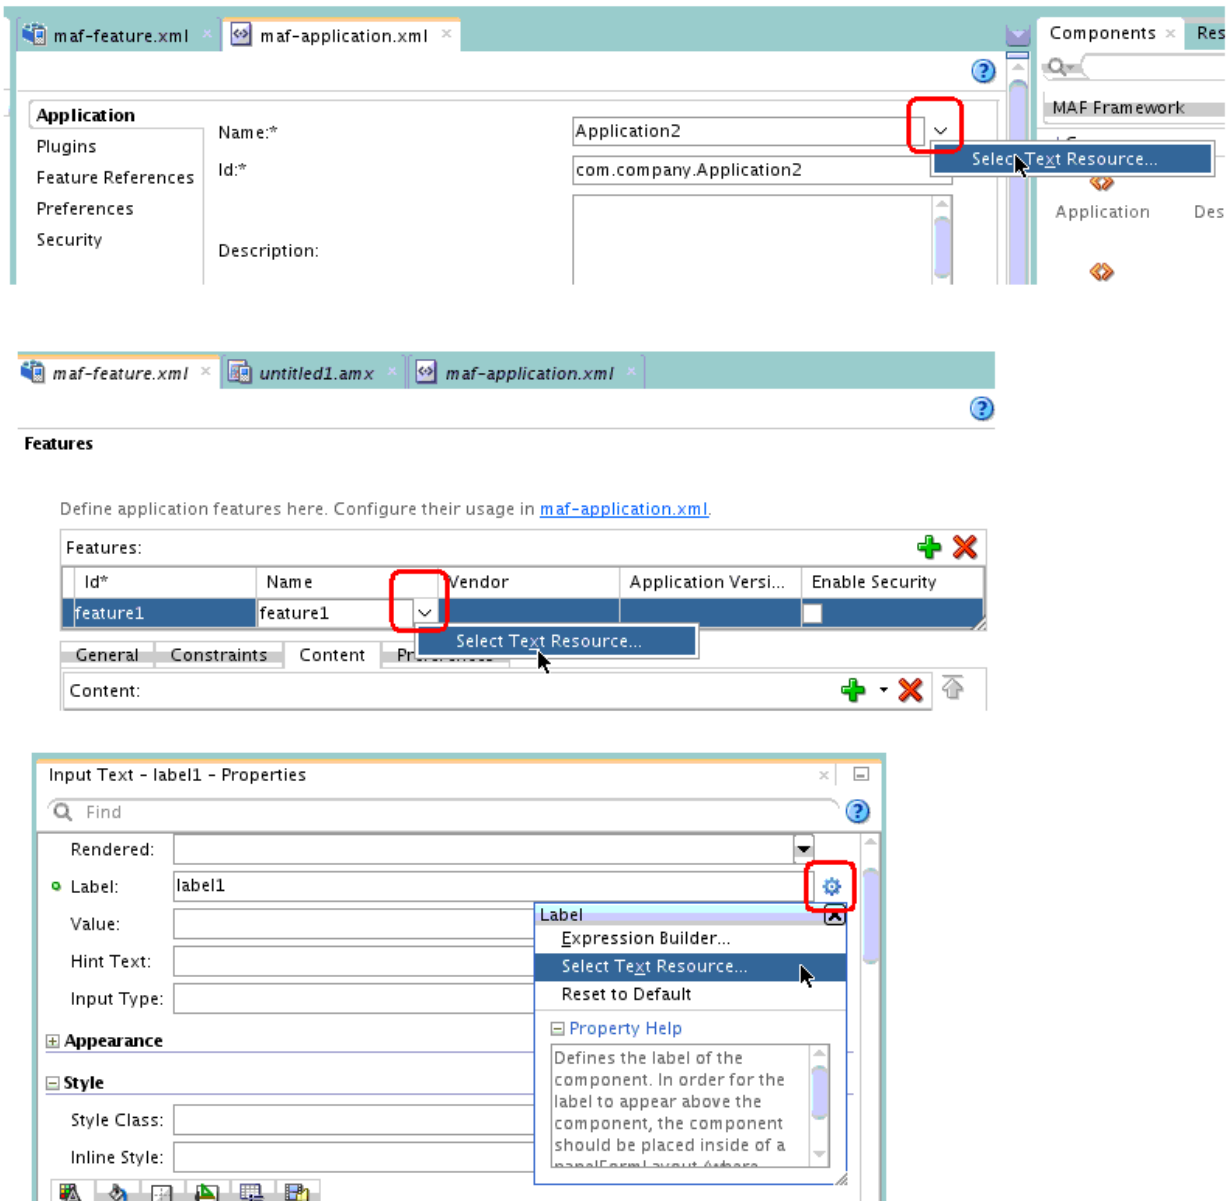 maf-feature.xml × maf-application.xml × Components × Res
Application
Plugins
Feature References
Preferences
Security
Name:* Application2
Id:* com.company.Application2
Description:
Select Text Resource...
MAF Framework
Application Des
maf-feature.xml × untitled1.amx × maf-application.xml ×
Features
Define application features here. Configure their usage in maf-application.xml.
Features:
Id* Name Vendor Application Versi... Enable Security
feature1 feature1
Select Text Resource...
General Constraints Content
Content:
Input Text - label1 - Properties ×
Find
Rendered:
Label: label1
Value:
Hint Text:
Input Type:
Appearance
Style
Style Class:
Inline Style:
Label
Expression Builder...
Select Text Resource...
Reset to Default
Property Help
Defines the label of the
component. In order for the
label to appear above the
component, the component
should be placed inside of a
panelFormLayout (where